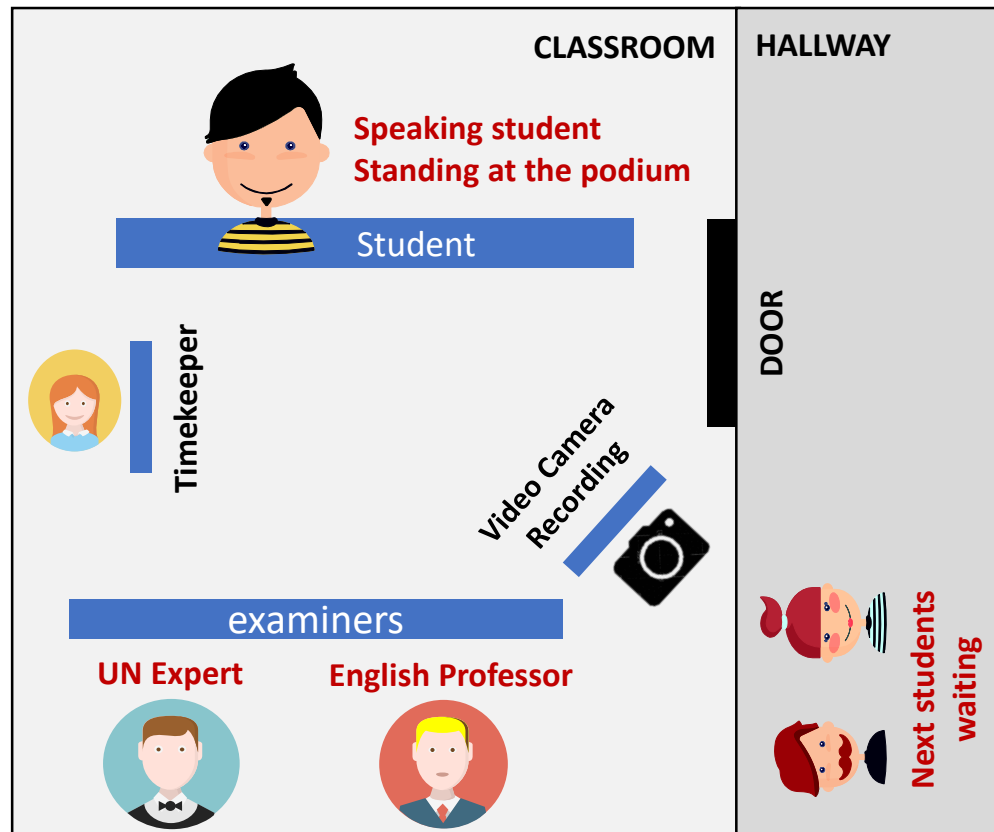 CLASSROOM
HALLWAY
Speaking student
Standing at the podium
Student
DOOR
Timekeeper
Video Camera
Recording
examiners
UN Expert
English Professor
Next students
waiting